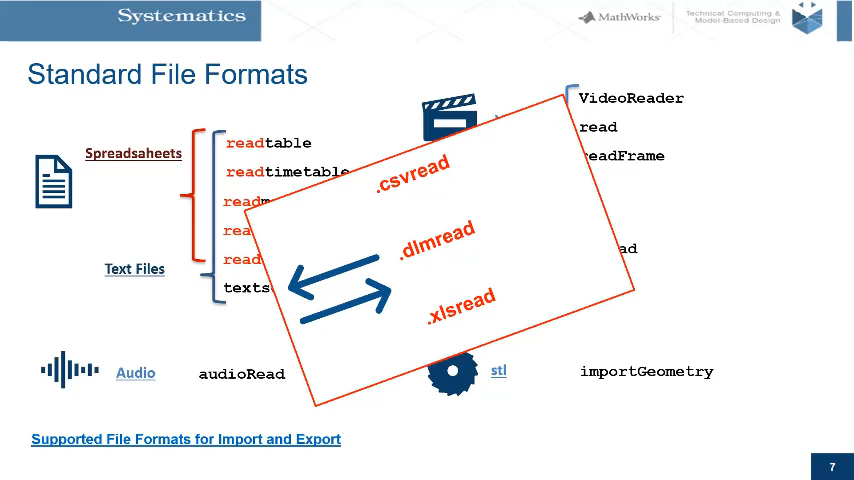 Systematics
MathWorks
Technical Computing &
Model-Based Design
Standard File Formats
Spreadsaheets
readtable
readtimetable
read
rea
read
texts
Text Files
VideoReader
read
readFrame
ad
.csvread
.dlmread
.xlsread
Audio
audioRead
stl
importGeometry
Supported File Formats for Import and Export
7